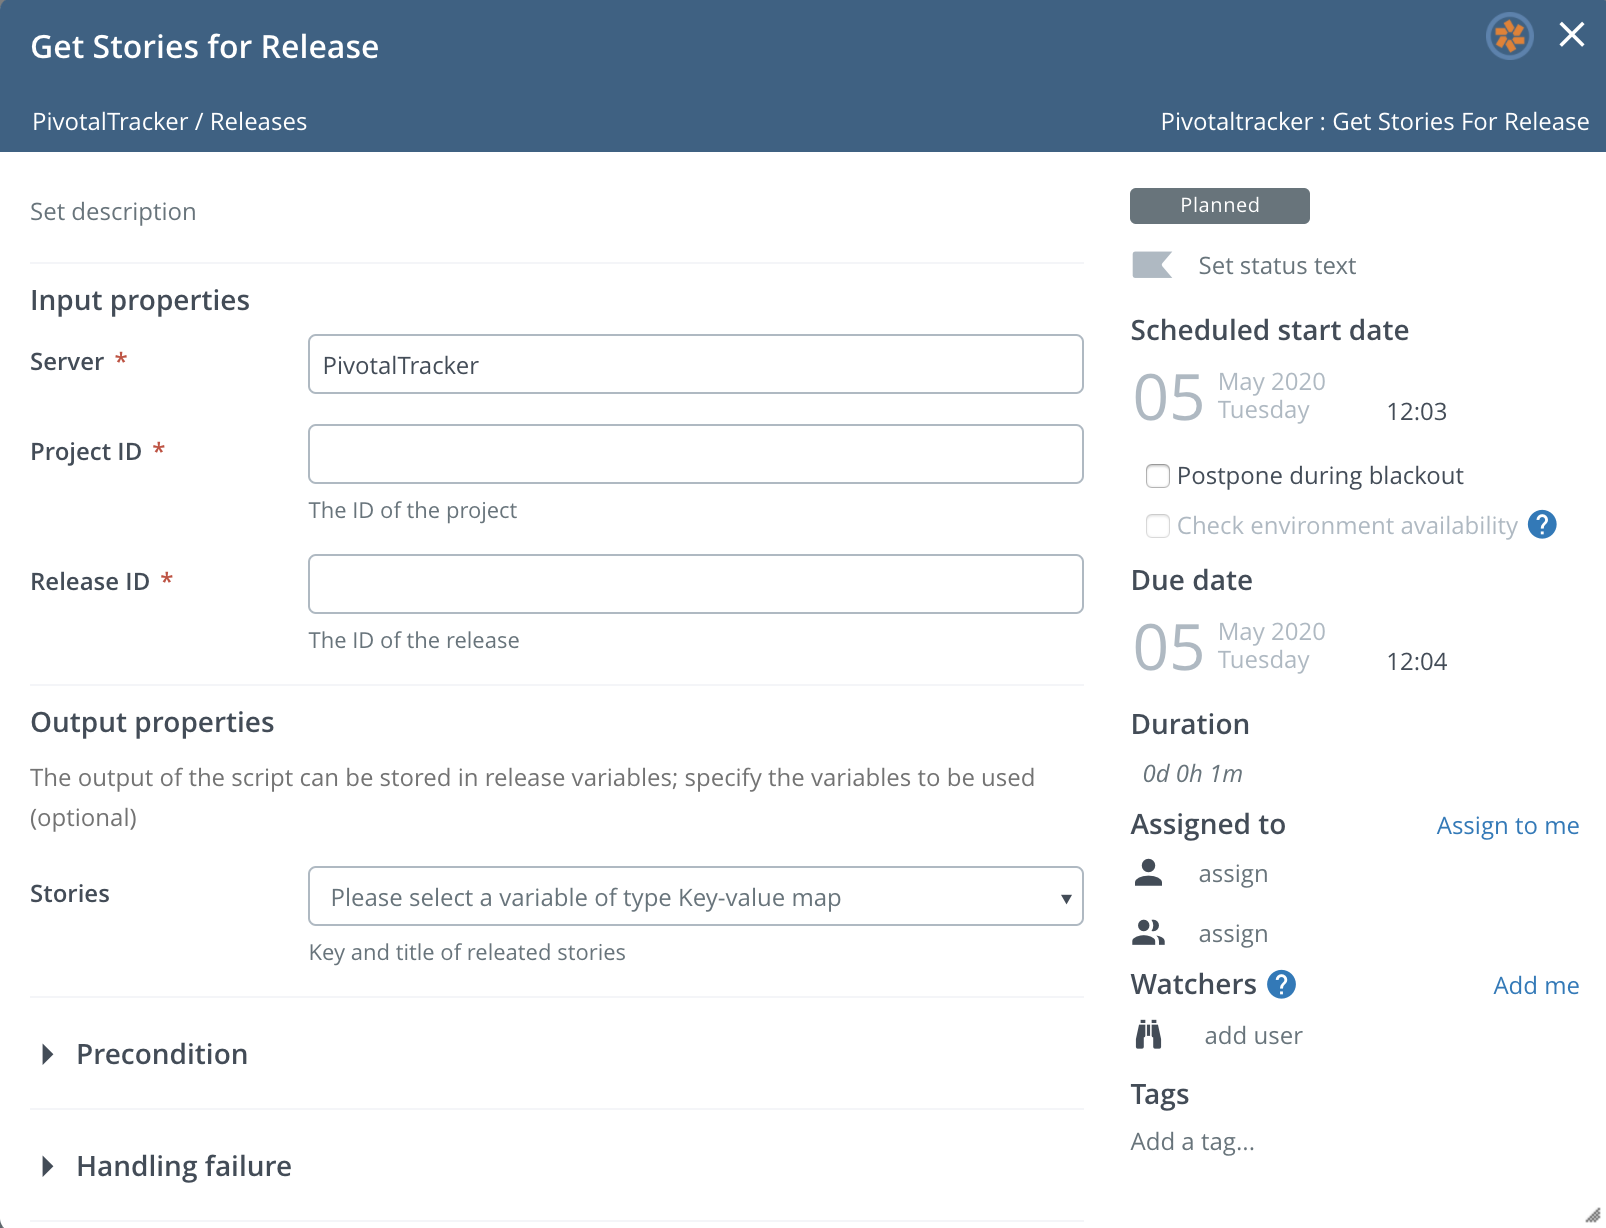 Get Stories for Release
PivotalTracker / Releases
Pivotaltracker : Get Stories For Release
Set description
Input properties
Server *
PivotalTracker
Project ID *
The ID of the project
Release ID *
The ID of the release
Output properties
The output of the script can be stored in release variables; specify the variables to be used
(optional)
Stories
Please select a variable of type Key-value map
Key and title of releated stories
Precondition
Handling failure
Planned
Set status text
Scheduled start date
05 May 2020
Tuesday
12:03
Postpone during blackout
Check environment availability ?
Due date
05 May 2020
Tuesday
12:04
Duration
0d 0h 1m
Assigned to
Assign to me
assign
assign
Watchers ?
Add me
add user
Tags
Add a tag...